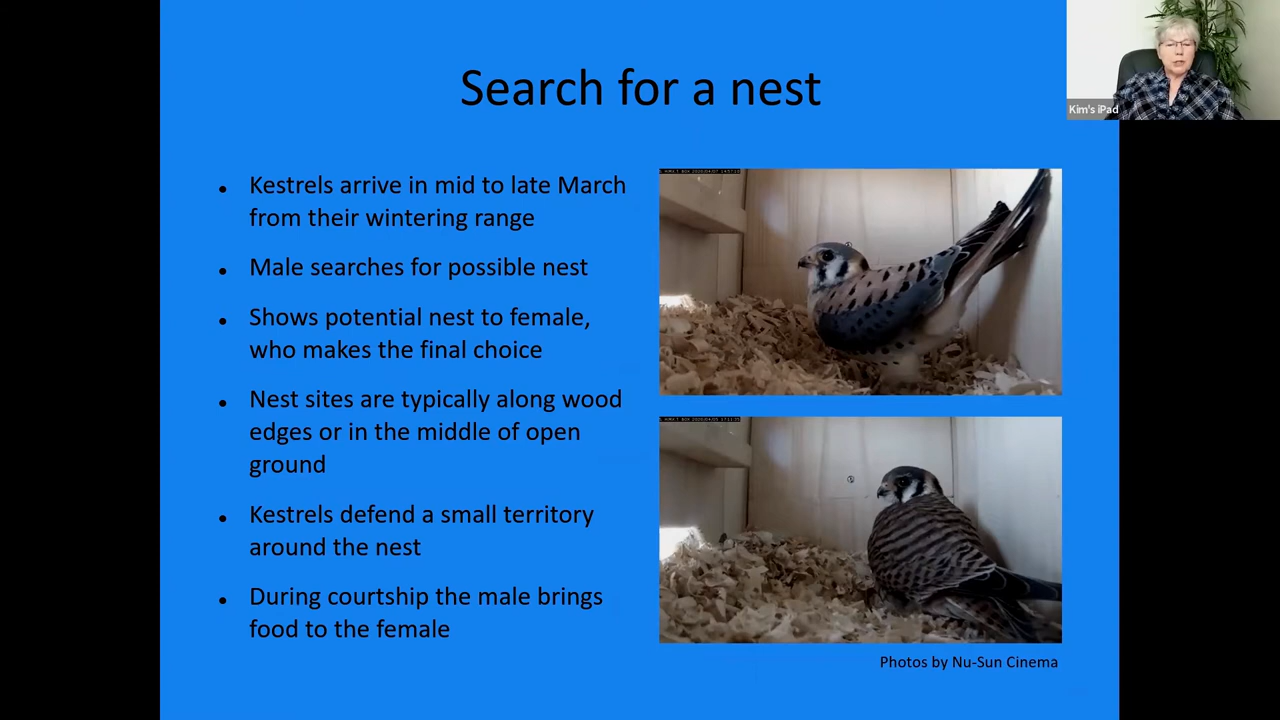 Search for a nest
Kim's iPad
Kestrels arrive in mid to late March
from their wintering range
Male searches for possible nest
Shows potential nest to female,
who makes the final choice
Nest sites are typically along wood
edges or in the middle of open
ground
Kestrels defend a small territory
around the nest
During courtship the male brings
food to the female
Photos by Nu-Sun Cinema